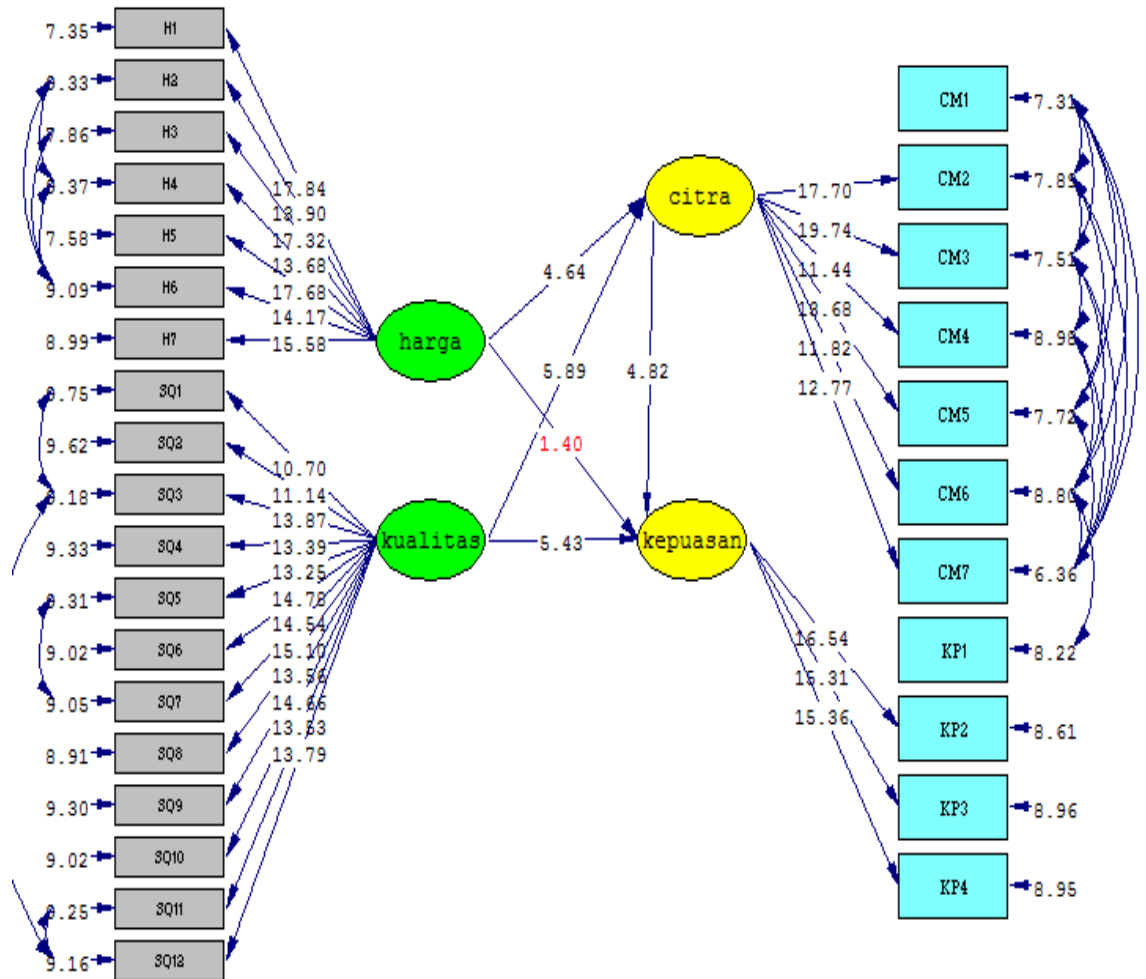 7.35 H1
H2
7.86 H3
H4
7.58 H5
9.09 H6
8.99 H7
SQ1
9.62 SQ2
SQ3
9.33 SQ4
SQ5
9.02 SQ6
9.05 SQ7
8.91 SQ8
9.30 SQ9
9.02 SQ10
SQ11
9.16 SQ12
17.84
17.32
13.68
17.68
14.17
15.58
10.70
11.14
13.87
13.39
13.25
14.78
14.54
15.10
13.56
14.66
13.79
harga
kualitas
4.64
5.89
4.82
1.40
5.43
citra
kepuasan
17.70
19.74
11.44
11.82
12.77
16.54
15.31
15.36
CM1 7.31
CM2 7.89
CM3 7.51
CM4 8.98
CM5 7.72
CM6 8.80
CM7 6.36
KP1 8.22
KP2 8.61
KP3 8.96
KP4 8.95